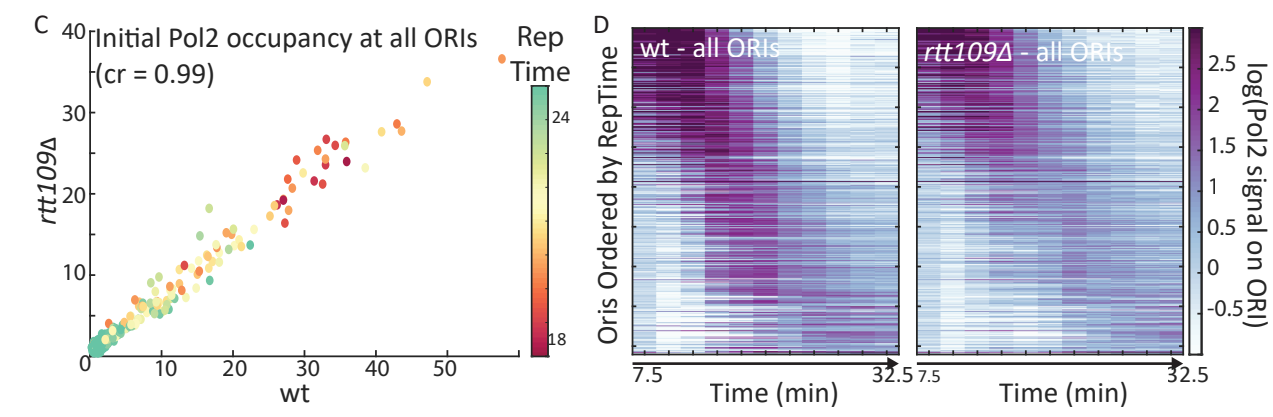 C
Initial Pol2 occupancy at all ORIs
(cr = 0.99)
Rep
Time
24
18
40
30
20
10
0
rtt109Δ
0
10
20
30
40
50
wt
D
wt - all ORIs
rtt109Δ - all ORIs
Oris Ordered by RepTime
7.5
32.5
Time (min)
7.5
32.5
Time (min)
2.5
2
1.5
1
0.5
0
-0.5
log(Pol2 signal on ORI)